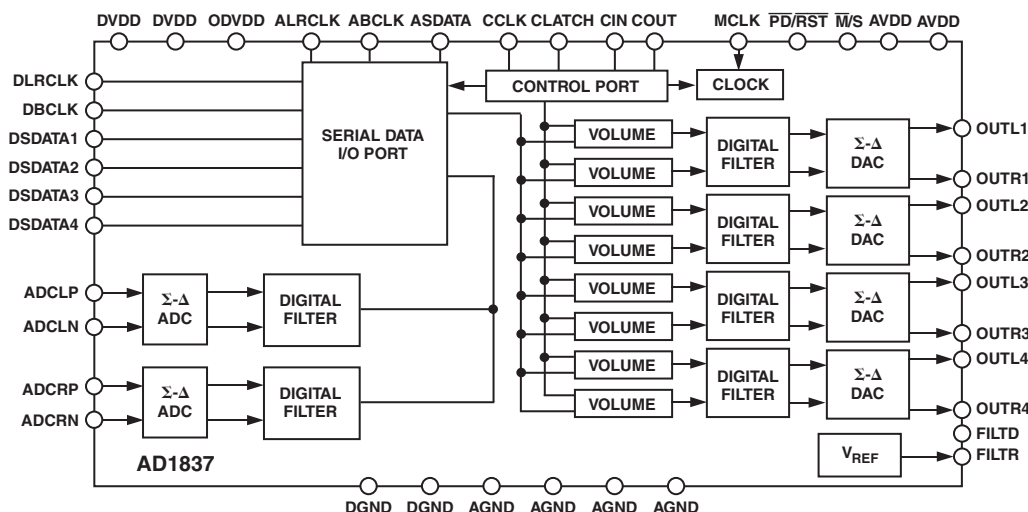 DVDD DVDD ODVDD ALRCLK ABCLK ASDATA CCLK CLATCH CIN COUT MCLK PD/RST M/S AVDD AVDD
DLRCLK
DBCLK
DSDATA1
DSDATA2
DSDATA3
DSDATA4
SERIAL DATA
I/O PORT
CONTROL PORT
CLOCK
VOLUME
VOLUME
DIGITAL
FILTER
Σ-Δ
DAC
OUTL1
OUTR1
VOLUME
VOLUME
DIGITAL
FILTER
Σ-Δ
DAC
OUTL2
OUTR2
ADCLP
ADCLN
Σ-Δ
ADC
DIGITAL
FILTER
VOLUME
VOLUME
DIGITAL
FILTER
Σ-Δ
DAC
OUTL3
OUTR3
ADCRP
ADCRN
Σ-Δ
ADC
DIGITAL
FILTER
VOLUME
VOLUME
DIGITAL
FILTER
Σ-Δ
DAC
OUTL4
OUTR4
FILTD
FILTR
VREF
AD1837
DGND DGND AGND AGND AGND AGND